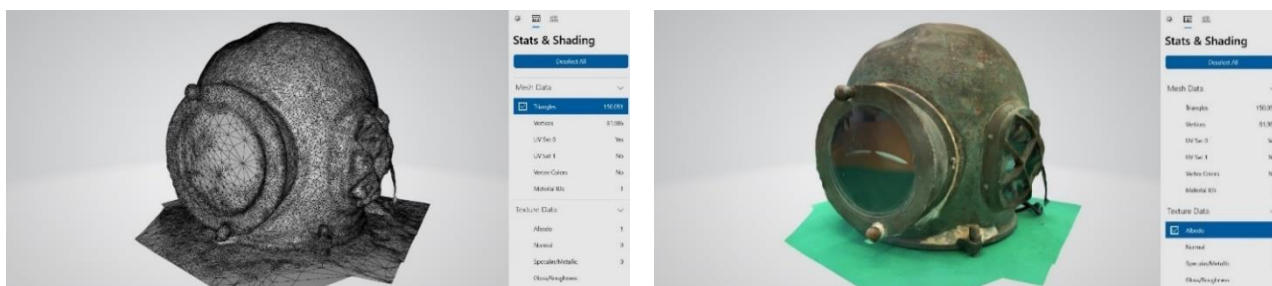 Stats & Shading
Deselect All
Mesh Data
Triangles
Vertices
UV Set 0 Yes
UV Set 1 No
Vertex Colors No
Material IDs 1
Texture Data
Albedo 1
Normal 0
Specular/Metallic 0
Gloss/Roughness
Stats & Shading
Deselect All
Mesh Data
Triangles
Vertices
UV Set 0
UV Set 1
Vertex Colors
Material IDs
Texture Data
Albedo
Normal
Specular/Metallic
Gloss/Roughness